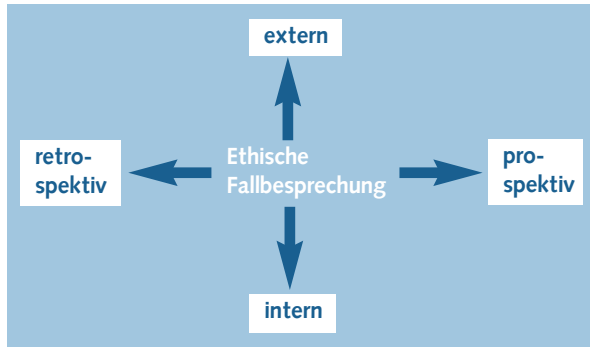 extern
retro-
spektiv
Ethische
Fallbesprechung
pro-
spektiv
intern